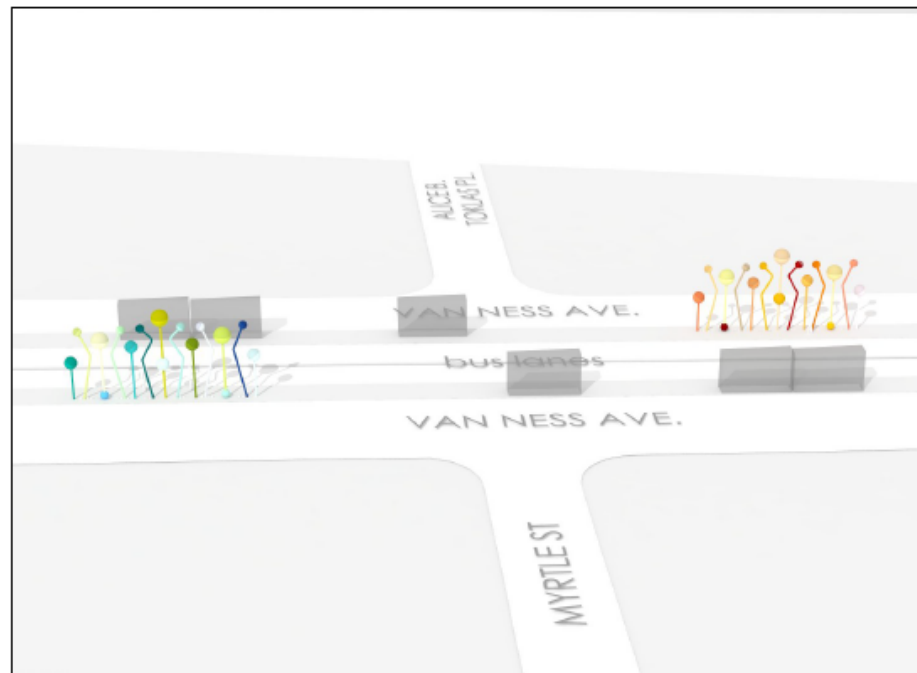 ALICE B.
TOKLAS PL.
VAN NESS AVE.
bus lanes
VAN NESS AVE.
MYRTLE ST